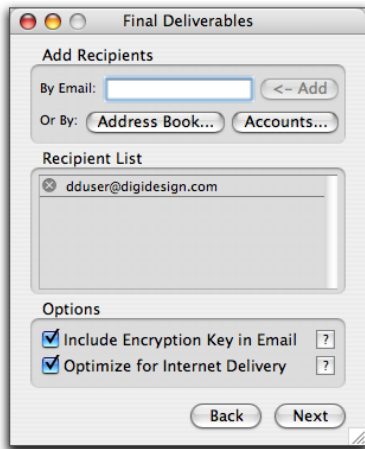 Final Deliverables
Add Recipients
By Email: <- Add
Or By: Address Book... Accounts...
Recipient List
dduser@digidesign.com
Options
Include Encryption Key in Email ?
Optimize for Internet Delivery ?
Back Next